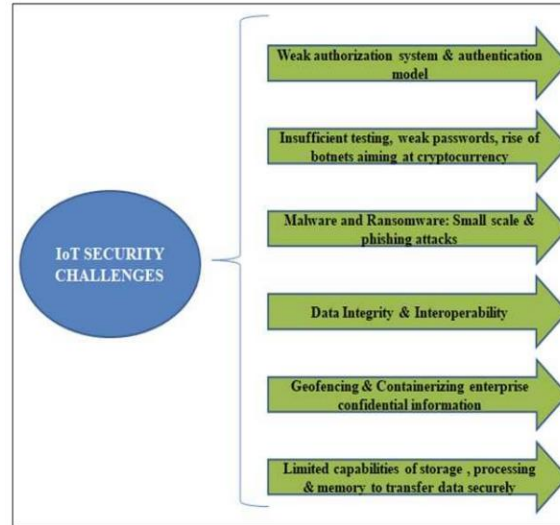 IoT SECURITY
CHALLENGES
Weak authorization system & authentication
model
Insufficient testing, weak passwords, rise of
botnets aiming at cryptocurrency
Malware and Ransomware: Small scale &
phishing attacks
Data Integrity & Interoperability
Geofencing & Containerizing enterprise
confidential information
Limited capabilities of storage , processing
& memory to transfer data securely